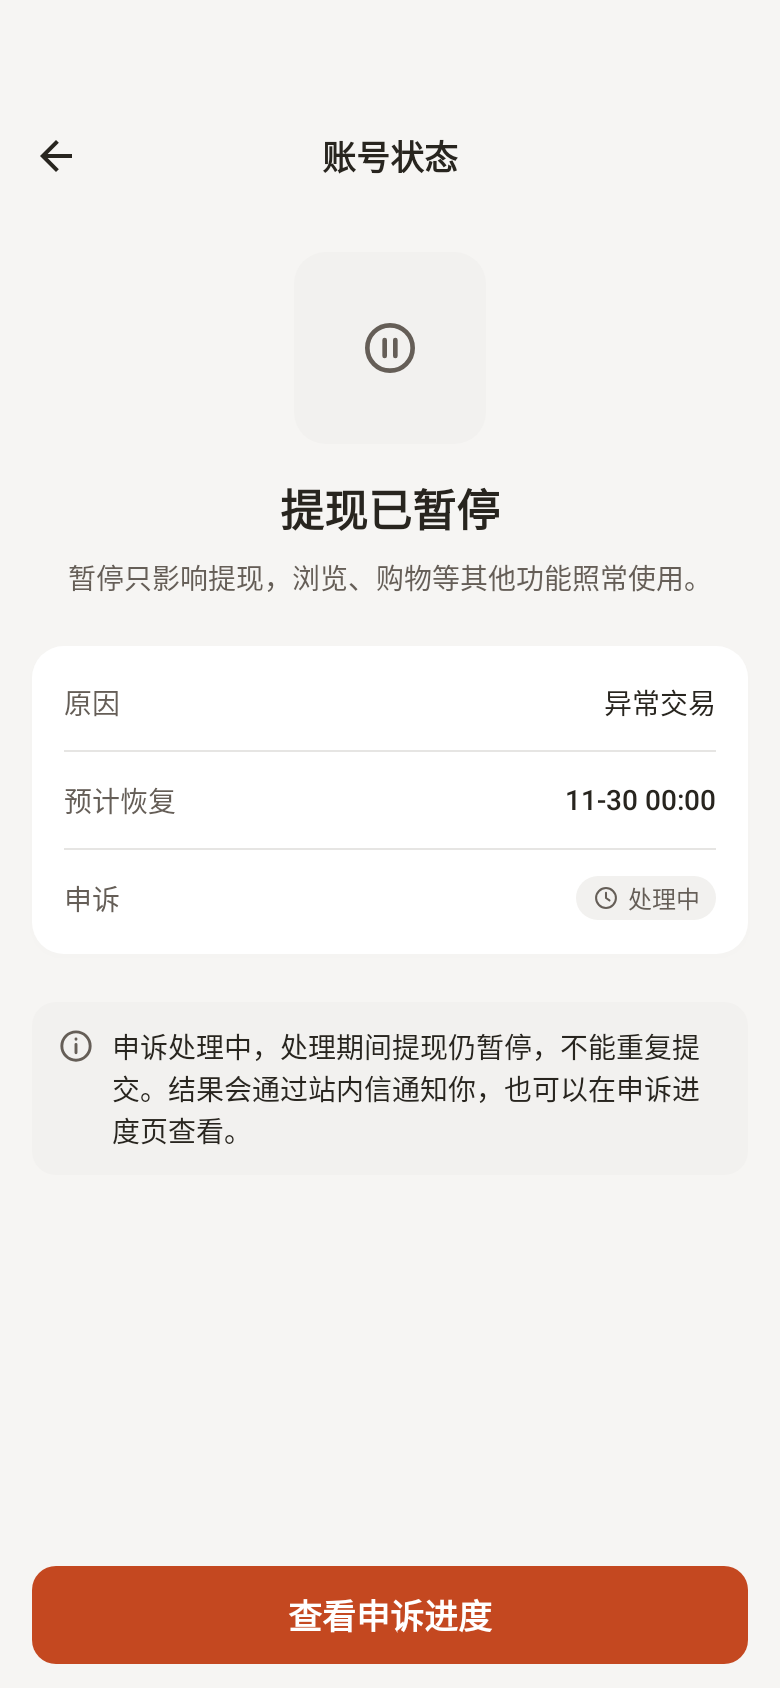 账号状态
提现已暂停
暂停只影响提现，浏览、购物等其他功能照常使用。
原因 异常交易
预计恢复 11-30 00:00
申诉 处理中
申诉处理中，处理期间提现仍暂停，不能重复提
交。结果会通过站内信通知你，也可以在申诉进
度页查看。
查看申诉进度